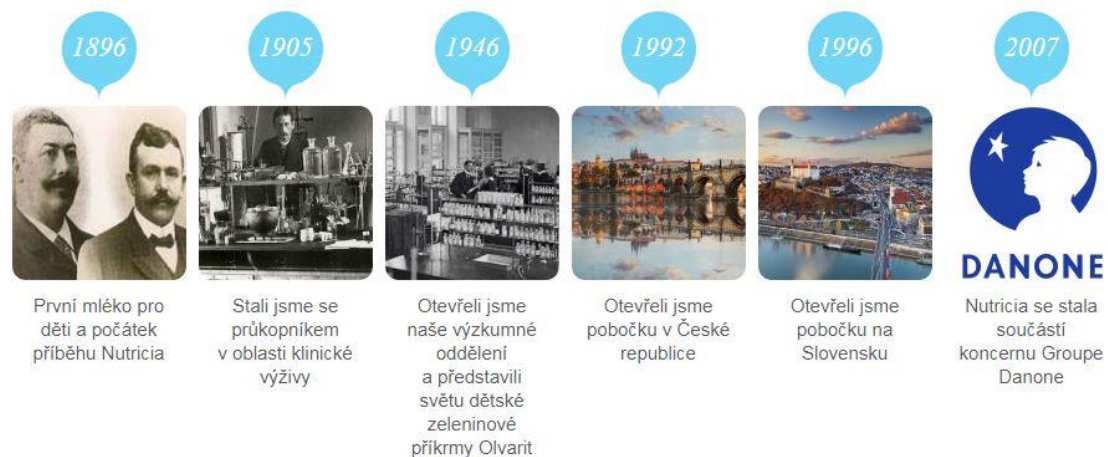 1896
1905
1946
1992
1996
2007
DANONE
První mléko pro
děti a počátek
příběhu Nutricia
Stali jsme se
průkopníkem
v oblasti klinické
výživy
Otevřeli jsme
naše výzkumné
oddělení
a představili
světu dětské
zeleninové
příkrmy Olvarit
Otevřeli jsme
pobočku v České
republice
Otevřeli jsme
pobočku na
Slovensku
Nutricia se stala
součástí
koncernu Groupe
Danone